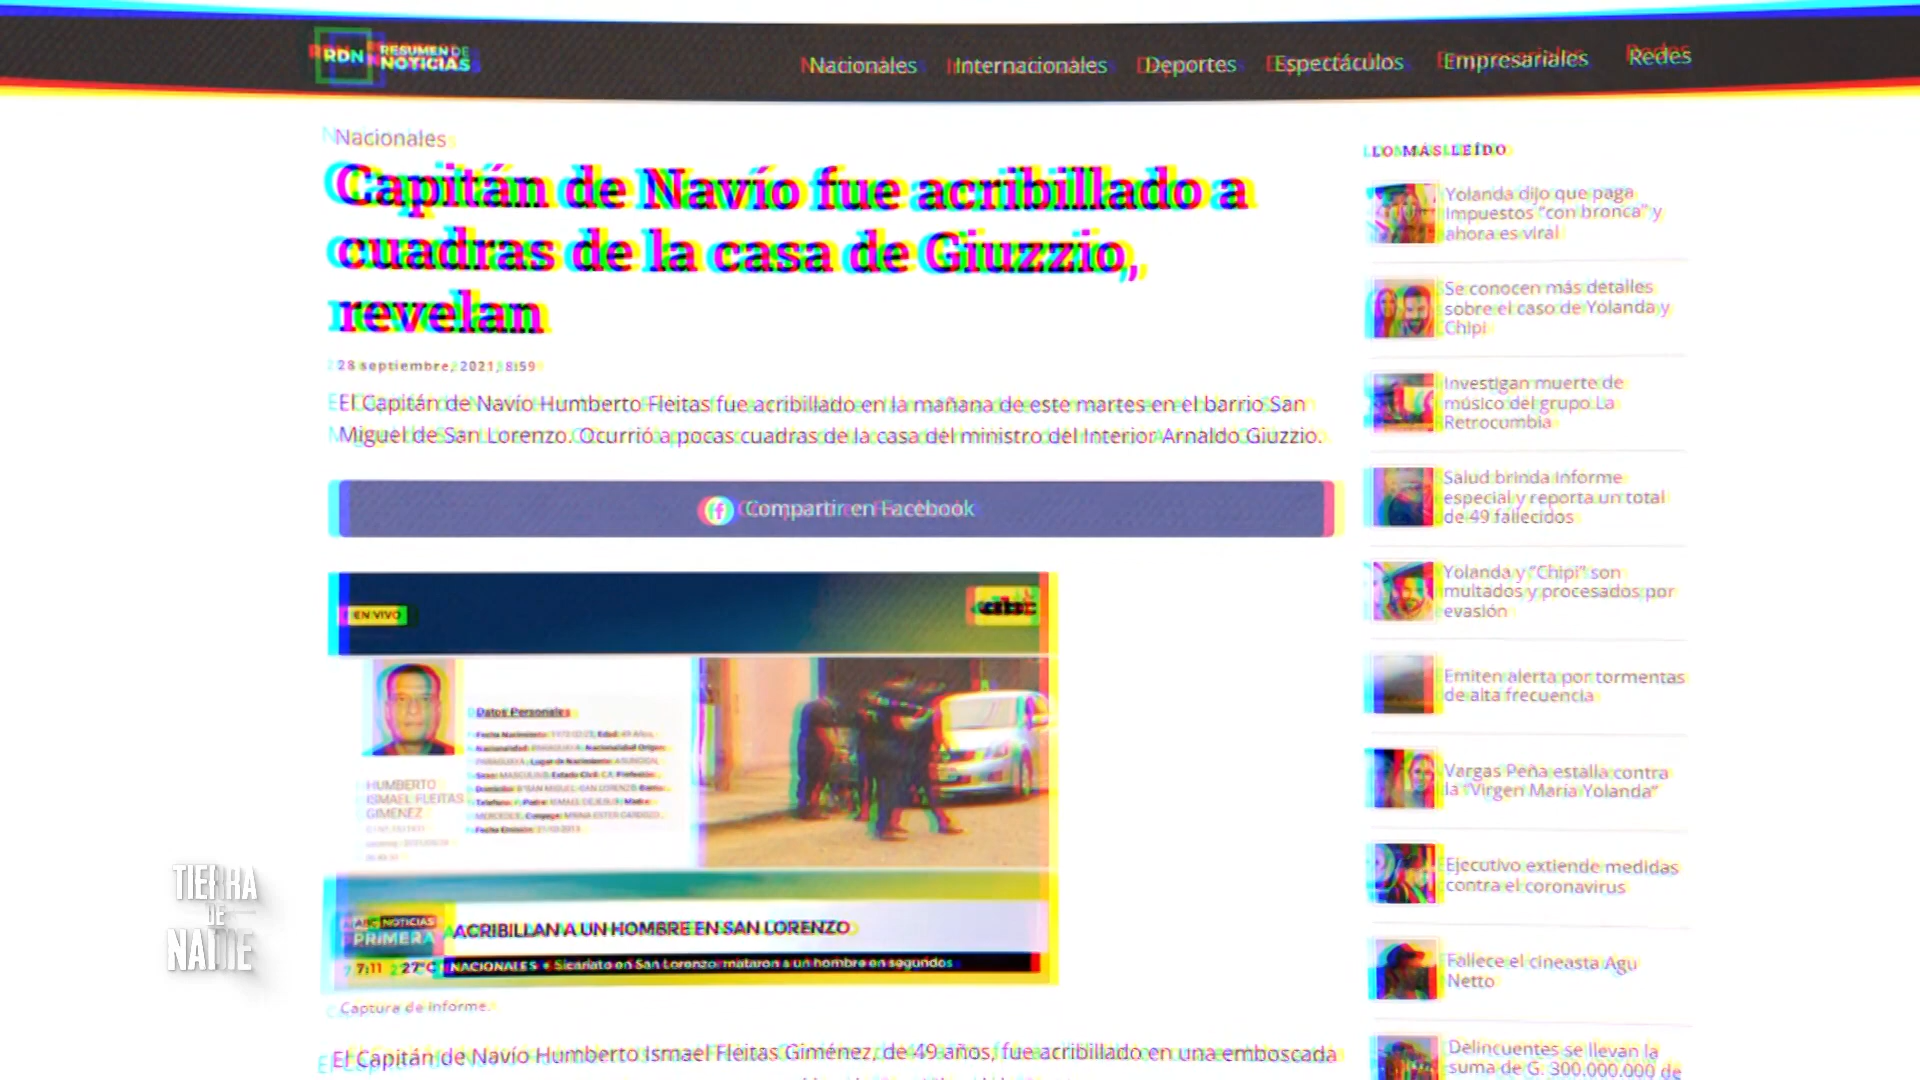 RDN RESUMEN DE NOTICIAS
Nacionales Internacionales Deportes Espectáculos Empresariales Redes
Nacionales
Capitán de Navío fue acribillado a
cuadras de la casa de Giuzzio,
revelan
28 septiembre, 2021, 8:59
El Capitán de Navío Humberto Fleitas fue acribillado en la mañana de este martes en el barrio San
Miguel de San Lorenzo. Ocurrió a pocas cuadras de la casa del ministro del Interior Arnaldo Giuzzio.
Compartir en Facebook
EN VIVO
abc
Datos Personales
HUMBERTO
ISMAEL FLEITAS
GIMENEZ
ABC NOTICIAS
PRIMERA
ACRIBILLAN A UN HOMBRE EN SAN LORENZO
7:11 27°C
NACIONALES • Sicariato en San Lorenzo: mataron a un hombre en segundos
Captura de informe.
El Capitán de Navío Humberto Ismael Fleitas Giménez, de 49 años, fue acribillado en una emboscada
LO MÁS LEÍDO
Yolanda dijo que paga
impuestos “con bronca” y
ahora es viral
Se conocen más detalles
sobre el caso de Yolanda y
Chipi
Investigan muerte de
músico del grupo La
Retrocumbia
Salud brinda informe
especial y reporta un total
de 49 fallecidos
Yolanda y “Chipi” son
multados y procesados por
evasión
Emiten alerta por tormentas
de alta frecuencia
Vargas Peña estalla contra
la “Virgen María Yolanda”
Ejecutivo extiende medidas
contra el coronavirus
Fallece el cineasta Agu
Netto
Delincuentes se llevan la
suma de G. 300.000.000 de
TIERRA
DE
NADIE